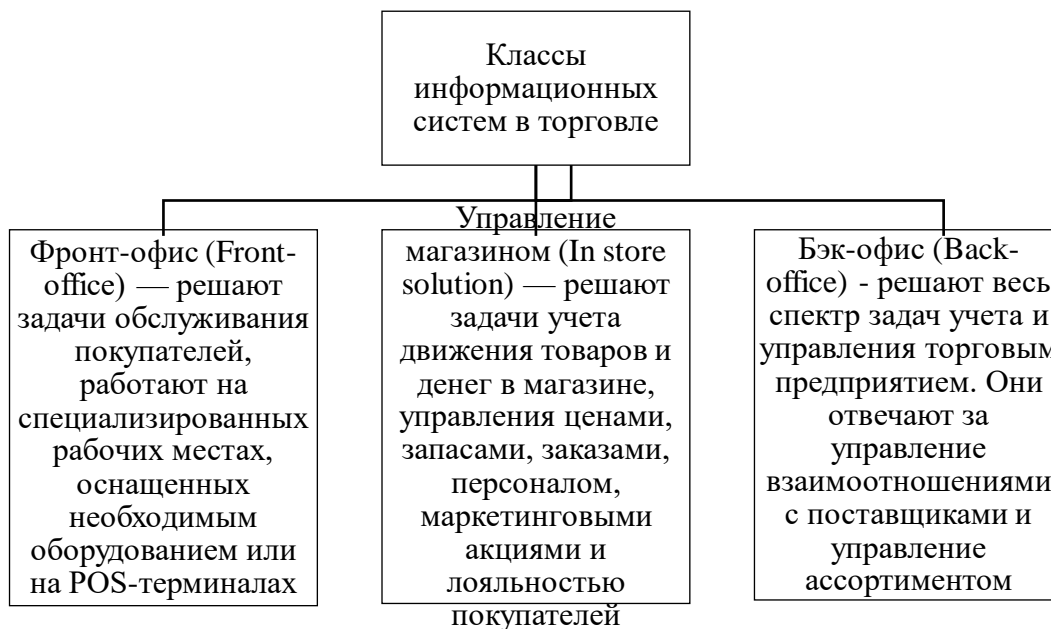 Классы
информационных
систем в торговле
Фронт-офис (Front-
office) — решают
задачи обслуживания
покупателей,
работают на
специализированных
рабочих местах,
оснащенных
необходимым
оборудованием или
на POS-терминалах
Управление
магазином (In store
solution) — решают
задачи учета
движения товаров и
денег в магазине,
управления ценами,
запасами, заказами,
персоналом,
маркетинговыми
акциями и
лояльностью
покупателей
Бэк-офис (Back-
office) - решают весь
спектр задач учета и
управления торговым
предприятием. Они
отвечают за
управление
взаимоотношениями
с поставщиками и
управление
ассортиментом